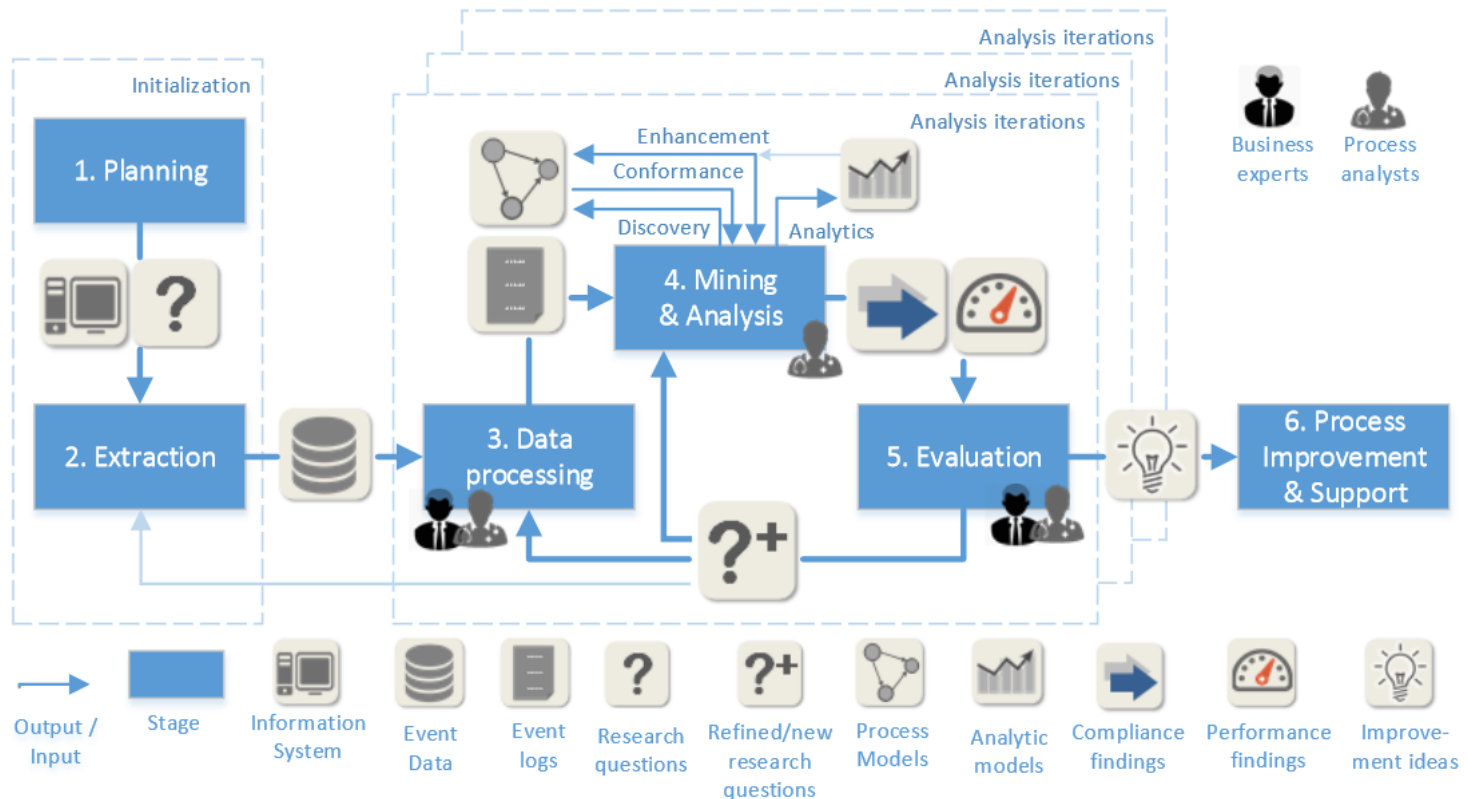 Analysis iterations
Analysis iterations
Analysis iterations
Initialization
1. Planning
Enhancement
Conformance
Discovery
Analytics
Business
experts
Process
analysts
4. Mining
& Analysis
?
2. Extraction
3. Data
processing
5. Evaluation
6. Process
Improvement
& Support
?+
Output /
Input
Stage
Information
System
Event
Data
Event
logs
?
Research
questions
?+
Refined/new
research
questions
Process
Models
Analytic
models
Compliance
findings
Performance
findings
Improve-
ment ideas